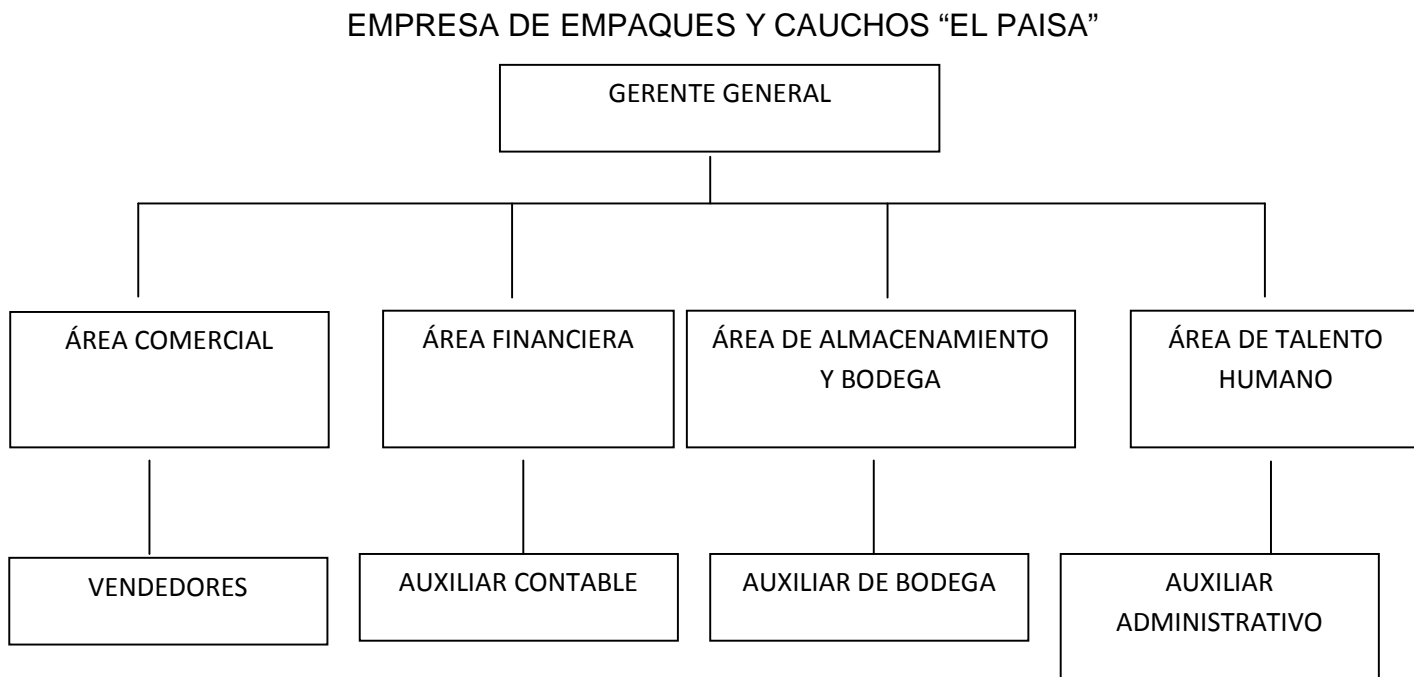 EMPRESA DE EMPAQUES Y CAUCHOS “EL PAISA”
GERENTE GENERAL
ÁREA COMERCIAL
ÁREA FINANCIERA
ÁREA DE ALMACENAMIENTO
Y BODEGA
ÁREA DE TALENTO
HUMANO
VENDEDORES
AUXILIAR CONTABLE
AUXILIAR DE BODEGA
AUXILIAR
ADMINISTRATIVO